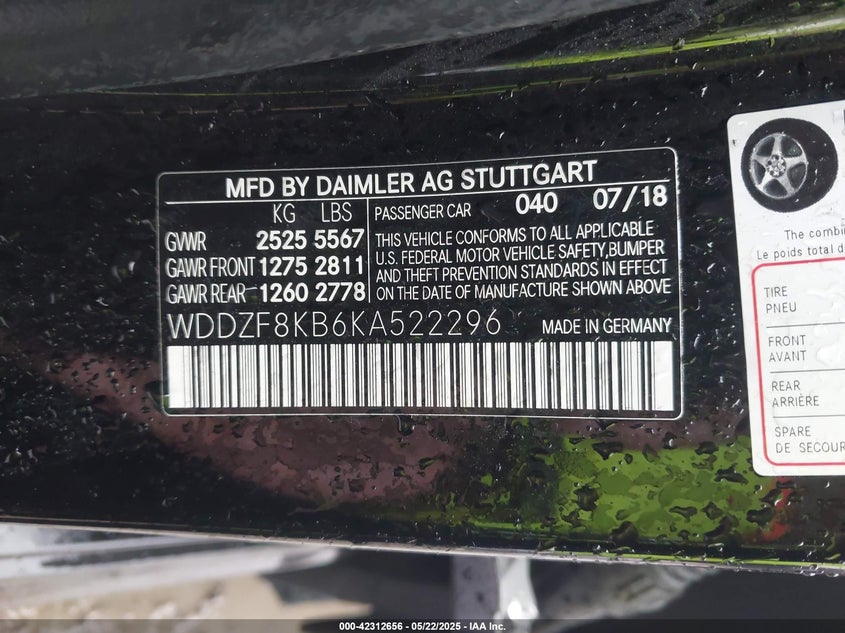 MFD BY DAIMLER AG STUTTGART
KG LBS
PASSENGER CAR 040 07/18
GVWR 2525 5567
GAWR FRONT 1275 2811
GAWR REAR 1260 2778
THIS VEHICLE CONFORMS TO ALL APPLICABLE
U.S. FEDERAL MOTOR VEHICLE SAFETY, BUMPER
AND THEFT PREVENTION STANDARDS IN EFFECT
ON THE DATE OF MANUFACTURE SHOWN ABOVE
WDDZF8KB6KA522296 MADE IN GERMANY
The combin
Le poids total d
TIRE
PNEU
FRONT
AVANT
REAR
ARRIÈRE
SPARE
DE SECOUR
000-42312656 - 05/22/2025 - IAA Inc.